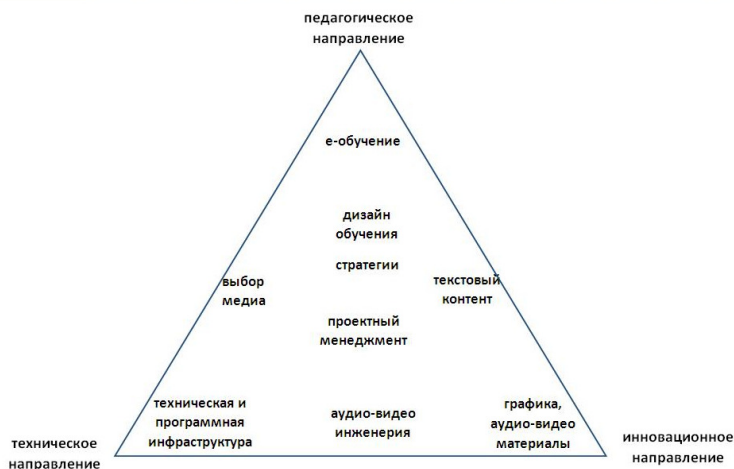 педагогическое
направление
е-обучение
дизайн
обучения
стратегии
выбор
медиа
текстовый
контент
проектный
менеджмент
техническая и
программная
инфраструктура
аудио-видео
инженерия
графика,
аудио-видео
материалы
техническое
направление
инновационное
направление